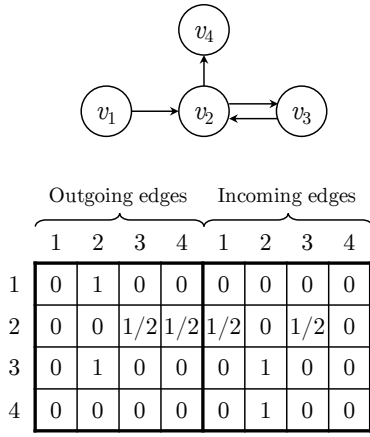 v4
v1 v2 v3
Outgoing edges Incoming edges
1 2 3 4 1 2 3 4
1 0 1 0 0 0 0 0 0
2 0 0 1/2 1/2 1/2 0 1/2 0
3 0 1 0 0 0 1 0 0
4 0 0 0 0 0 1 0 0